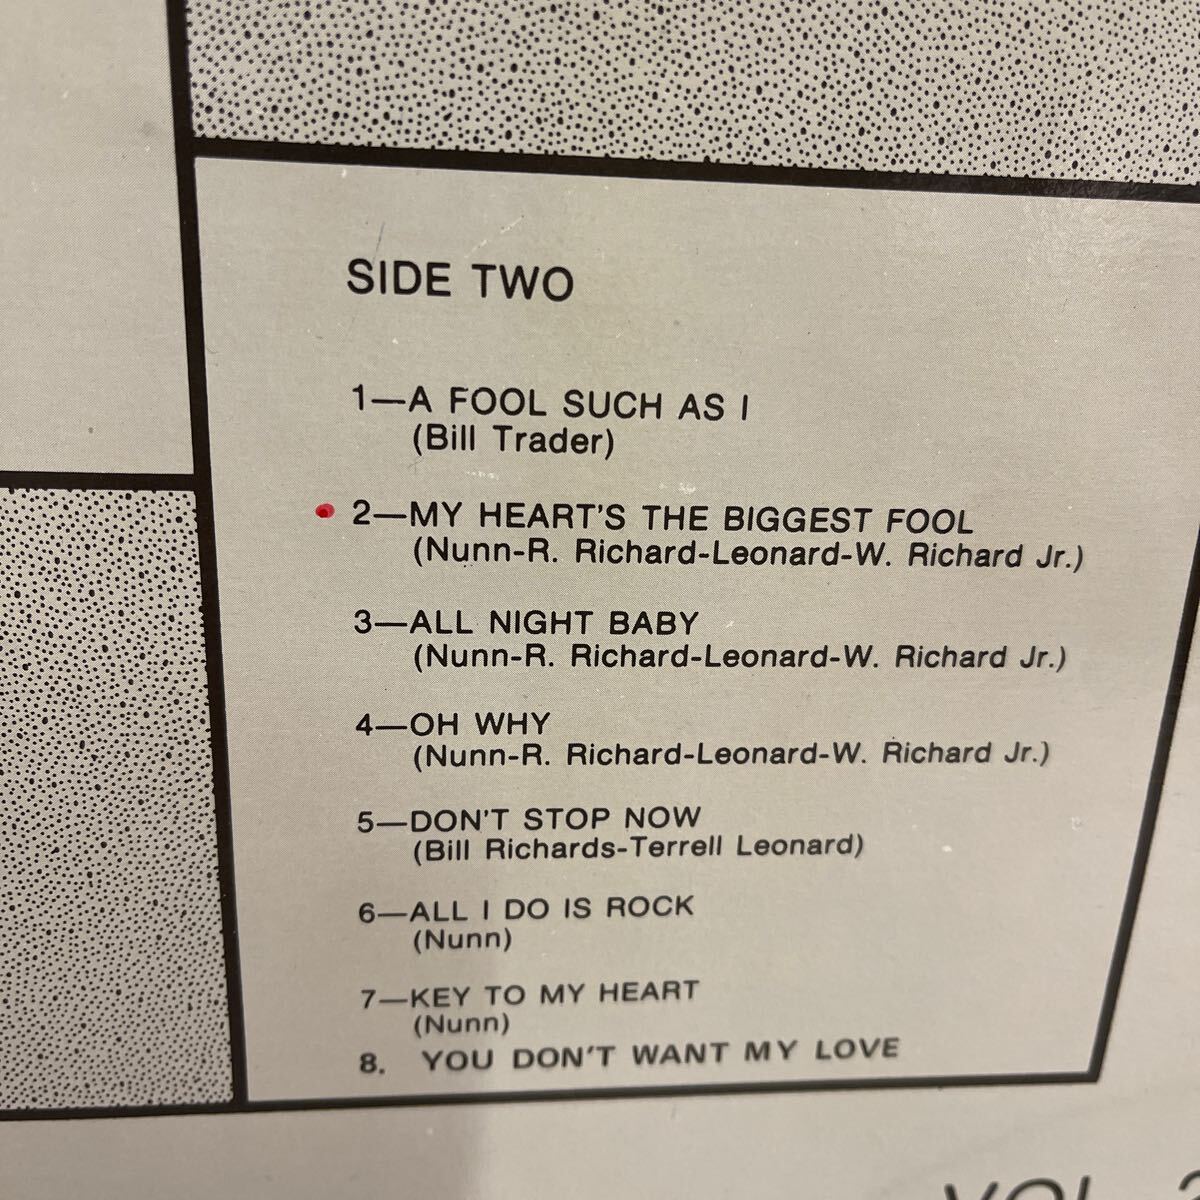 SIDE TWO
1—A FOOL SUCH AS I
(Bill Trader)
2—MY HEART'S THE BIGGEST FOOL
(Nunn-R. Richard-Leonard-W. Richard Jr.)
3—ALL NIGHT BABY
(Nunn-R. Richard-Leonard-W. Richard Jr.)
4—OH WHY
(Nunn-R. Richard-Leonard-W. Richard Jr.)
5—DON'T STOP NOW
(Bill Richards-Terrell Leonard)
6—ALL I DO IS ROCK
(Nunn)
7—KEY TO MY HEART
(Nunn)
8. YOU DON'T WANT MY LOVE
VOL.